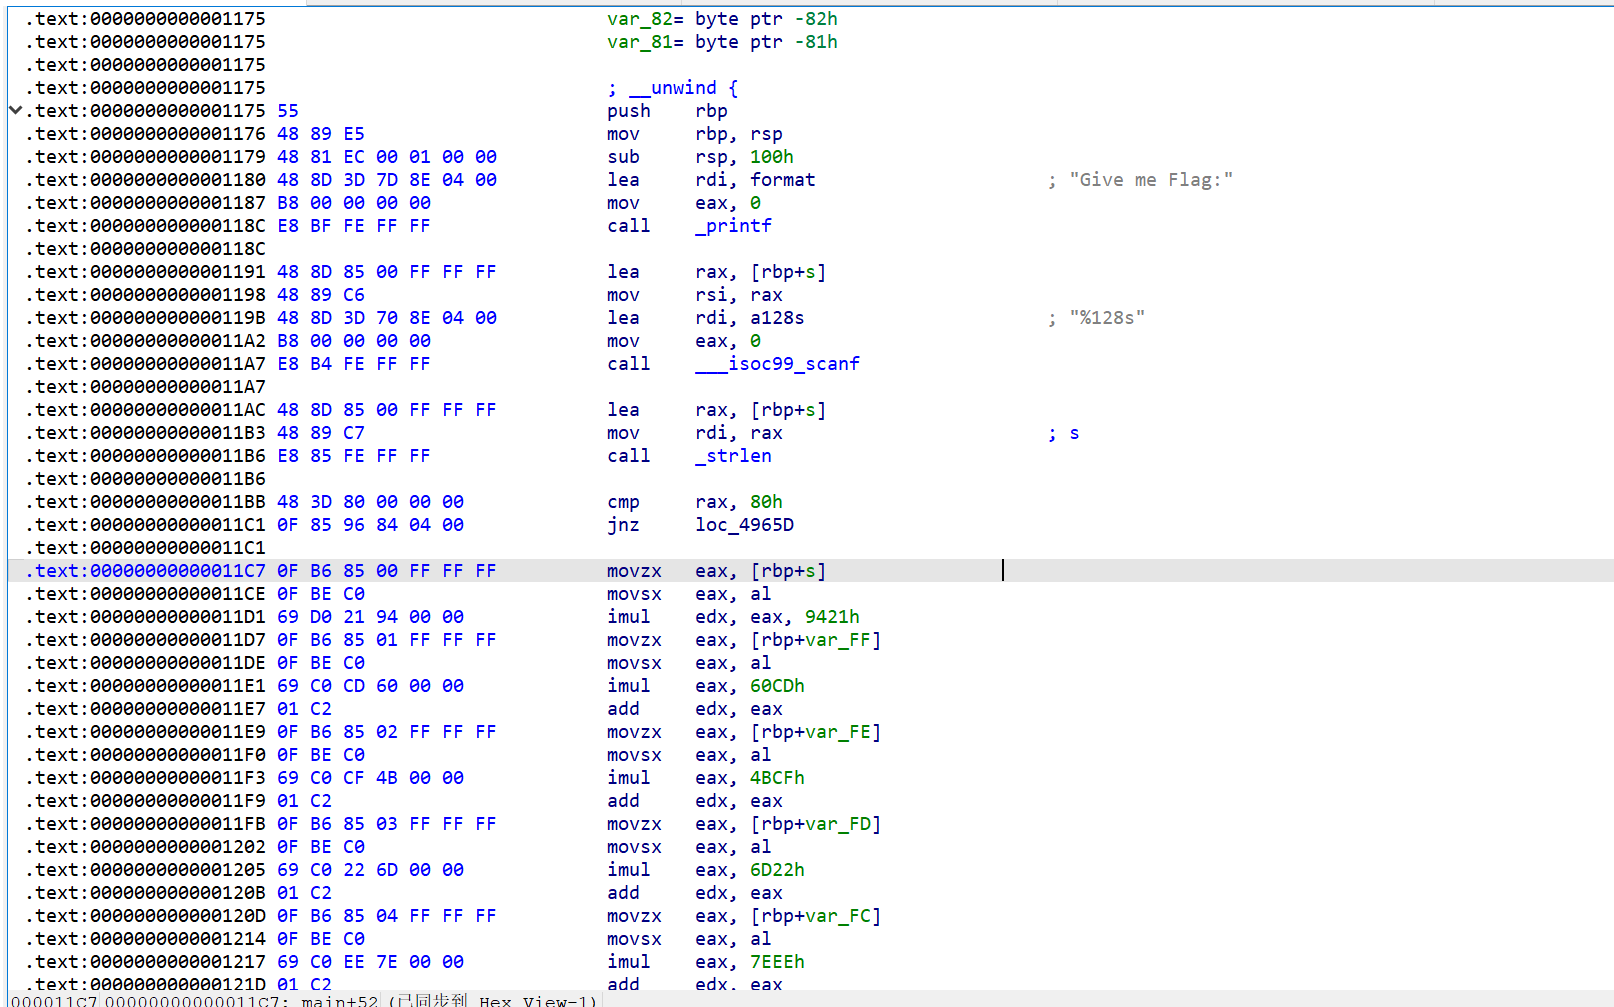 .text:0000000000001175 var_82= byte ptr -82h
.text:0000000000001175 var_81= byte ptr -81h
.text:0000000000001175
.text:0000000000001175 ; __unwind {
.text:0000000000001175 55 push rbp
.text:0000000000001176 48 89 E5 mov rbp, rsp
.text:0000000000001179 48 81 EC 00 01 00 00 sub rsp, 100h
.text:0000000000001180 48 8D 3D 7D 8E 04 00 lea rdi, format ; "Give me Flag:"
.text:0000000000001187 B8 00 00 00 00 mov eax, 0
.text:000000000000118C E8 BF FE FF FF call _printf
.text:000000000000118C
.text:0000000000001191 48 8D 85 00 FF FF FF lea rax, [rbp+s]
.text:0000000000001198 48 89 C6 mov rsi, rax
.text:000000000000119B 48 8D 3D 70 8E 04 00 lea rdi, a128s ; "%128s"
.text:00000000000011A2 B8 00 00 00 00 mov eax, 0
.text:00000000000011A7 E8 B4 FE FF FF call ___isoc99_scanf
.text:00000000000011A7
.text:00000000000011AC 48 8D 85 00 FF FF FF lea rax, [rbp+s]
.text:00000000000011B3 48 89 C7 mov rdi, rax ; s
.text:00000000000011B6 E8 85 FE FF FF call _strlen
.text:00000000000011B6
.text:00000000000011BB 48 3D 80 00 00 00 cmp rax, 80h
.text:00000000000011C1 0F 85 96 84 04 00 jnz loc_4965D
.text:00000000000011C1
.text:00000000000011C7 0F B6 85 00 FF FF FF movzx eax, [rbp+s]
.text:00000000000011CE 0F BE C0 movsx eax, al
.text:00000000000011D1 69 D0 21 94 00 00 imul edx, eax, 9421h
.text:00000000000011D7 0F B6 85 01 FF FF FF movzx eax, [rbp+var_FF]
.text:00000000000011DE 0F BE C0 movsx eax, al
.text:00000000000011E1 69 C0 CD 60 00 00 imul eax, 60CDh
.text:00000000000011E7 01 C2 add edx, eax
.text:00000000000011E9 0F B6 85 02 FF FF FF movzx eax, [rbp+var_FE]
.text:00000000000011F0 0F BE C0 movsx eax, al
.text:00000000000011F3 69 C0 CF 4B 00 00 imul eax, 4BCFh
.text:00000000000011F9 01 C2 add edx, eax
.text:00000000000011FB 0F B6 85 03 FF FF FF movzx eax, [rbp+var_FD]
.text:0000000000001202 0F BE C0 movsx eax, al
.text:0000000000001205 69 C0 22 6D 00 00 imul eax, 6D22h
.text:000000000000120B 01 C2 add edx, eax
.text:000000000000120D 0F B6 85 04 FF FF FF movzx eax, [rbp+var_FC]
.text:0000000000001214 0F BE C0 movsx eax, al
.text:0000000000001217 69 C0 EE 7E 00 00 imul eax, 7EEEh
.text:000000000000121D 01 C2 add edx, eax
000011C7 00000000000011C7: main+52 (已同步到 Hex View-1)